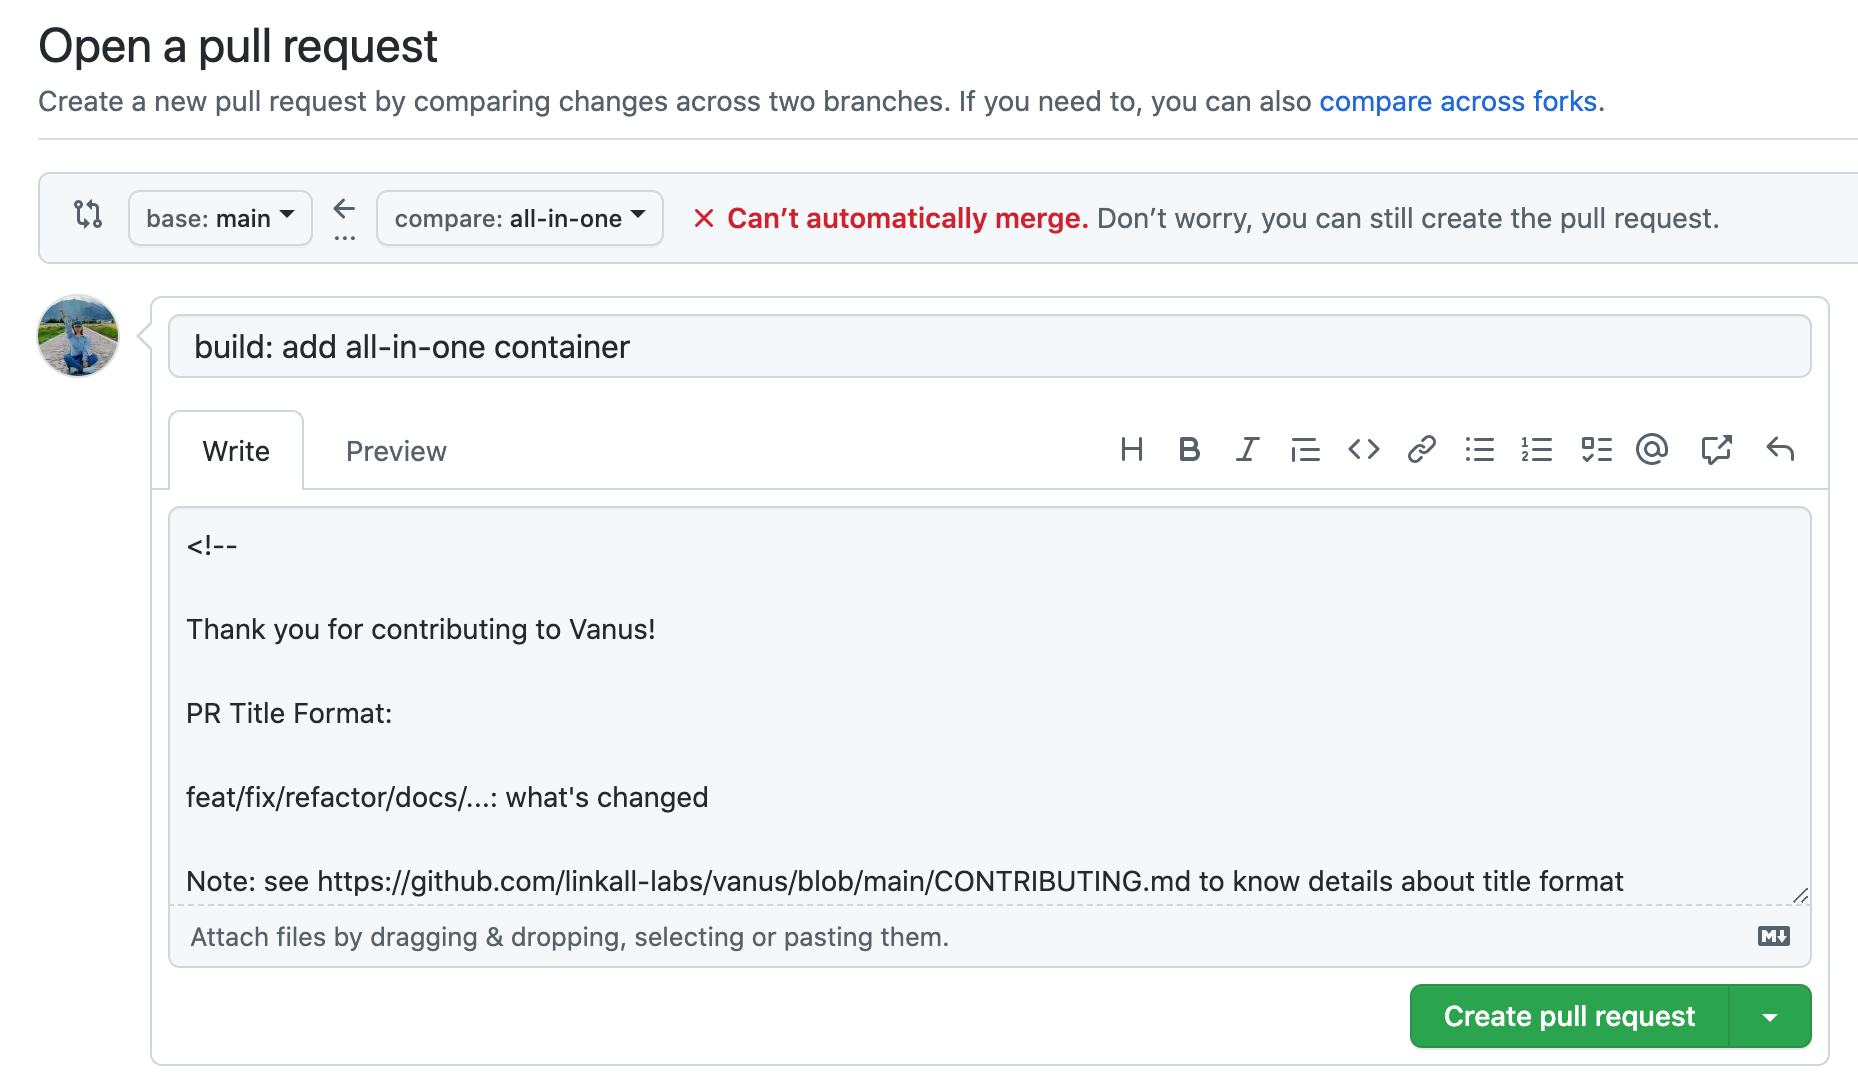 Open a pull request
Create a new pull request by comparing changes across two branches. If you need to, you can also compare across forks.
base: main ← ... compare: all-in-one × Can’t automatically merge. Don’t worry, you can still create the pull request.
build: add all-in-one container
Write Preview
<!--
Thank you for contributing to Vanus!
PR Title Format:
feat/fix/refactor/docs/...: what's changed
Note: see https://github.com/linkall-labs/vanus/blob/main/CONTRIBUTING.md to know details about title format
Attach files by dragging & dropping, selecting or pasting them.
Create pull request